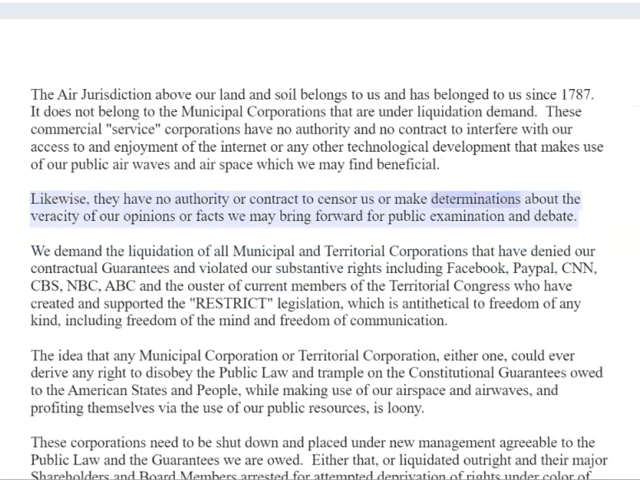 The Air Jurisdiction above our land and soil belongs to us and has belonged to us since 1787.
It does not belong to the Municipal Corporations that are under liquidation demand. These
commercial "service" corporations have no authority and no contract to interfere with our
access to and enjoyment of the internet or any other technological development that makes use
of our public air waves and air space which we may find beneficial.
Likewise, they have no authority or contract to censor us or make determinations about the
veracity of our opinions or facts we may bring forward for public examination and debate.
We demand the liquidation of all Municipal and Territorial Corporations that have denied our
contractual Guarantees and violated our substantive rights including Facebook, Paypal, CNN,
CBS, NBC, ABC and the ouster of current members of the Territorial Congress who have
created and supported the "RESTRICT" legislation, which is antithetical to freedom of any
kind, including freedom of the mind and freedom of communication.
The idea that any Municipal Corporation or Territorial Corporation, either one, could ever
derive any right to disobey the Public Law and trample on the Constitutional Guarantees owed
to the American States and People, while making use of our airspace and airwaves, and
profiting themselves via the use of our public resources, is loony.
These corporations need to be shut down and placed under new management agreeable to the
Public Law and the Guarantees we are owed. Either that, or liquidated outright and their major
Shareholders and Board Members arrested for attempted deprivation of rights under color of